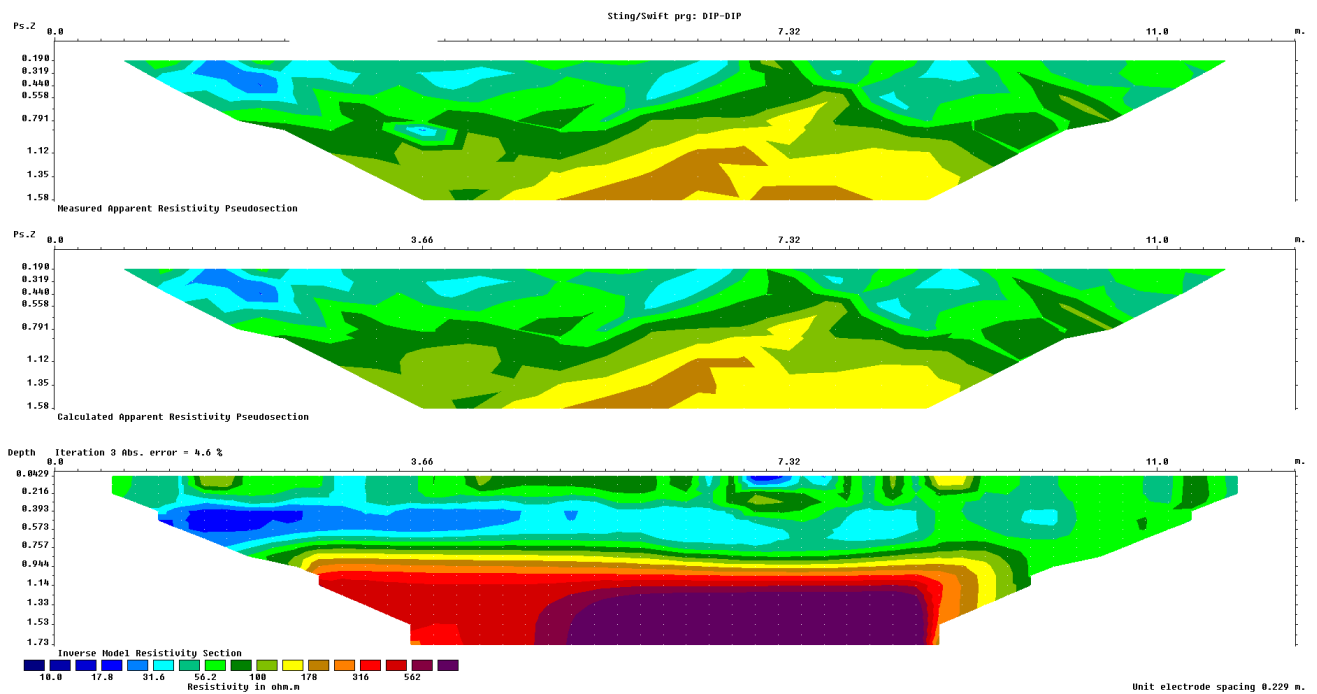 Sting/Swift prg: DIP-DIP
Ps.Z 0.0 7.32 11.0 m.
0.190
0.319
0.440
0.558
0.791
1.12
1.35
1.58
Measured Apparent Resistivity Pseudosection
Ps.Z 0.0 3.66 7.32 11.0 m.
0.190
0.319
0.440
0.558
0.791
1.12
1.35
1.58
Calculated Apparent Resistivity Pseudosection
Depth Iteration 3 Abs. error = 4.6 %
0.0 3.66 7.32 11.0 m.
0.0429
0.216
0.393
0.573
0.757
0.944
1.14
1.33
1.53
1.73
Inverse Model Resistivity Section
10.0 17.8 31.6 56.2 100 178 316 562
Resistivity in ohm.m
Unit electrode spacing 0.229 m.